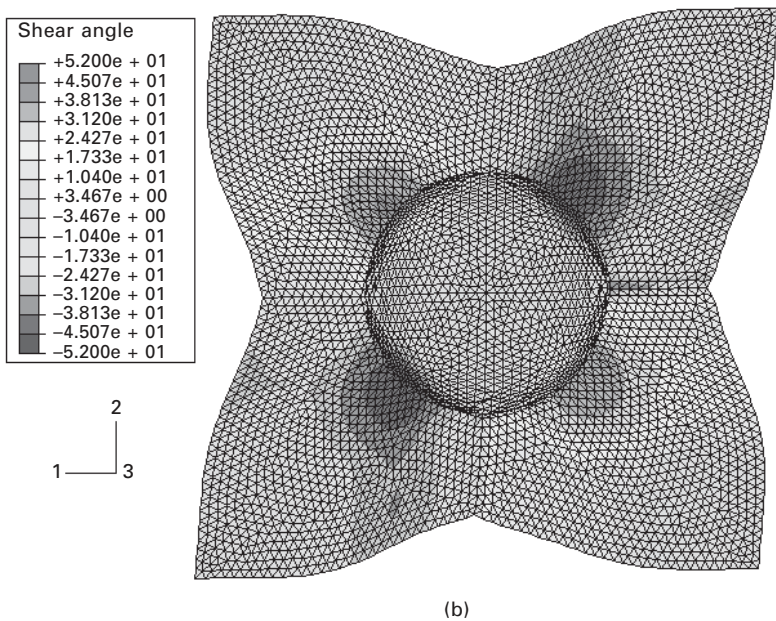 Shear angle
+5.200e + 01
+4.507e + 01
+3.813e + 01
+3.120e + 01
+2.427e + 01
+1.733e + 01
+1.040e + 01
+3.467e + 00
−3.467e + 00
−1.040e + 01
−1.733e + 01
−2.427e + 01
−3.120e + 01
−3.813e + 01
−4.507e + 01
−5.200e + 01
2
1 3
(b)